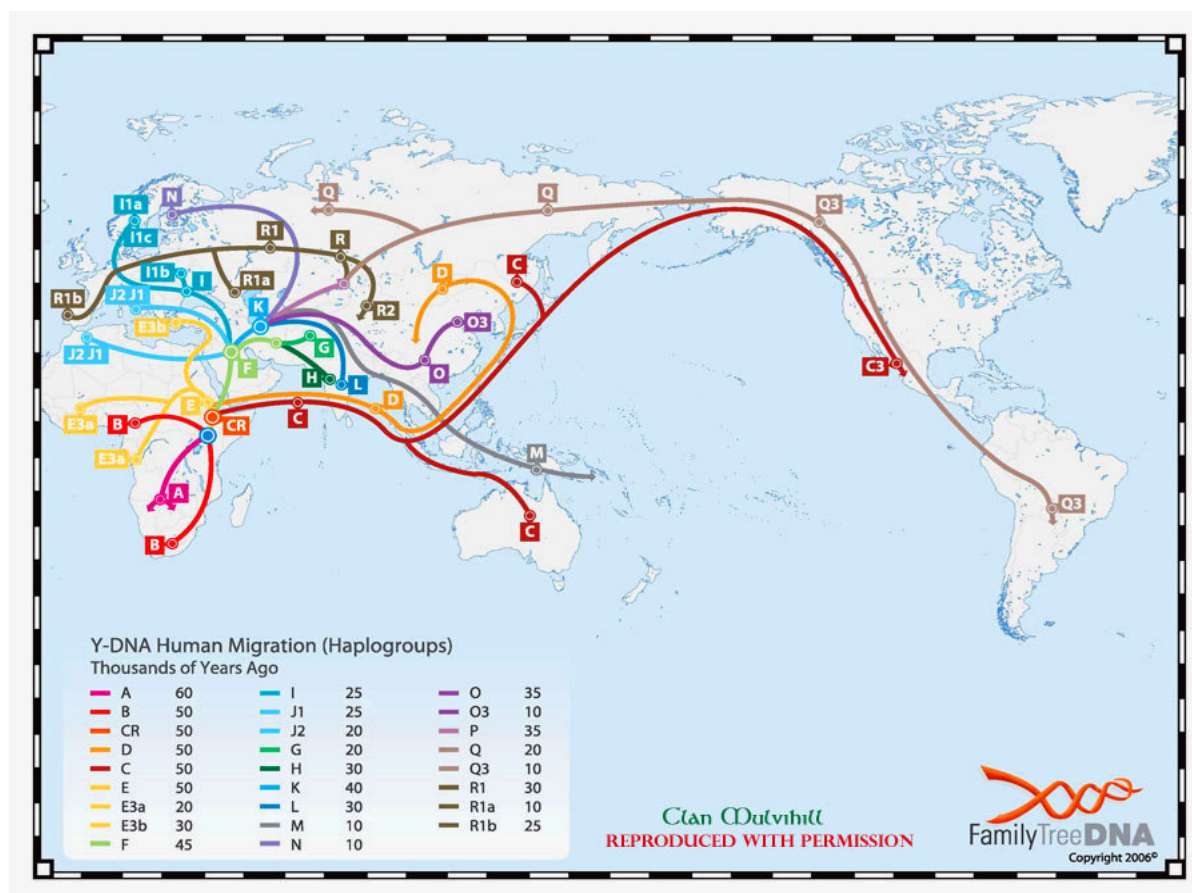 I1a
N
Q
Q
Q3
I1c
R1
R
I1b
I
R1a
C
D
R1b
J2 J1
K
R2
E3b
O3
J2 J1
F
G
O
C3
H
L
E3a
E
CR
C
D
B
E3a
M
A
Q3
B
C
Y-DNA Human Migration (Haplogroups)
Thousands of Years Ago
A 60 I 25 O 35
B 50 J1 25 O3 10
CR 50 J2 20 P 35
D 50 G 20 Q 20
C 50 H 30 Q3 10
E 50 K 40 R1 30
E3a 20 L 30 R1a 10
E3b 30 M 10 R1b 25
F 45 N 10
Clan Mulvihill
REPRODUCED WITH PERMISSION
FamilyTreeDNA
Copyright 2006©